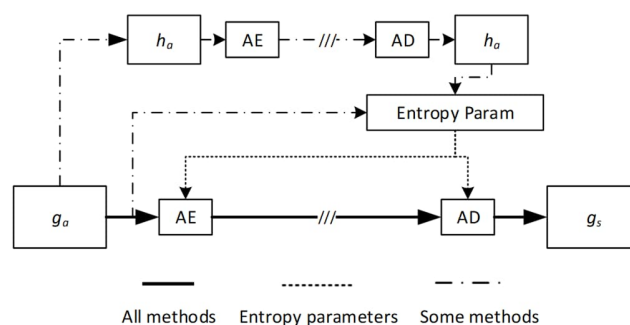 hₐ AE /// AD hₐ
Entropy Param
gₐ AE /// AD gₛ
All methods Entropy parameters Some methods